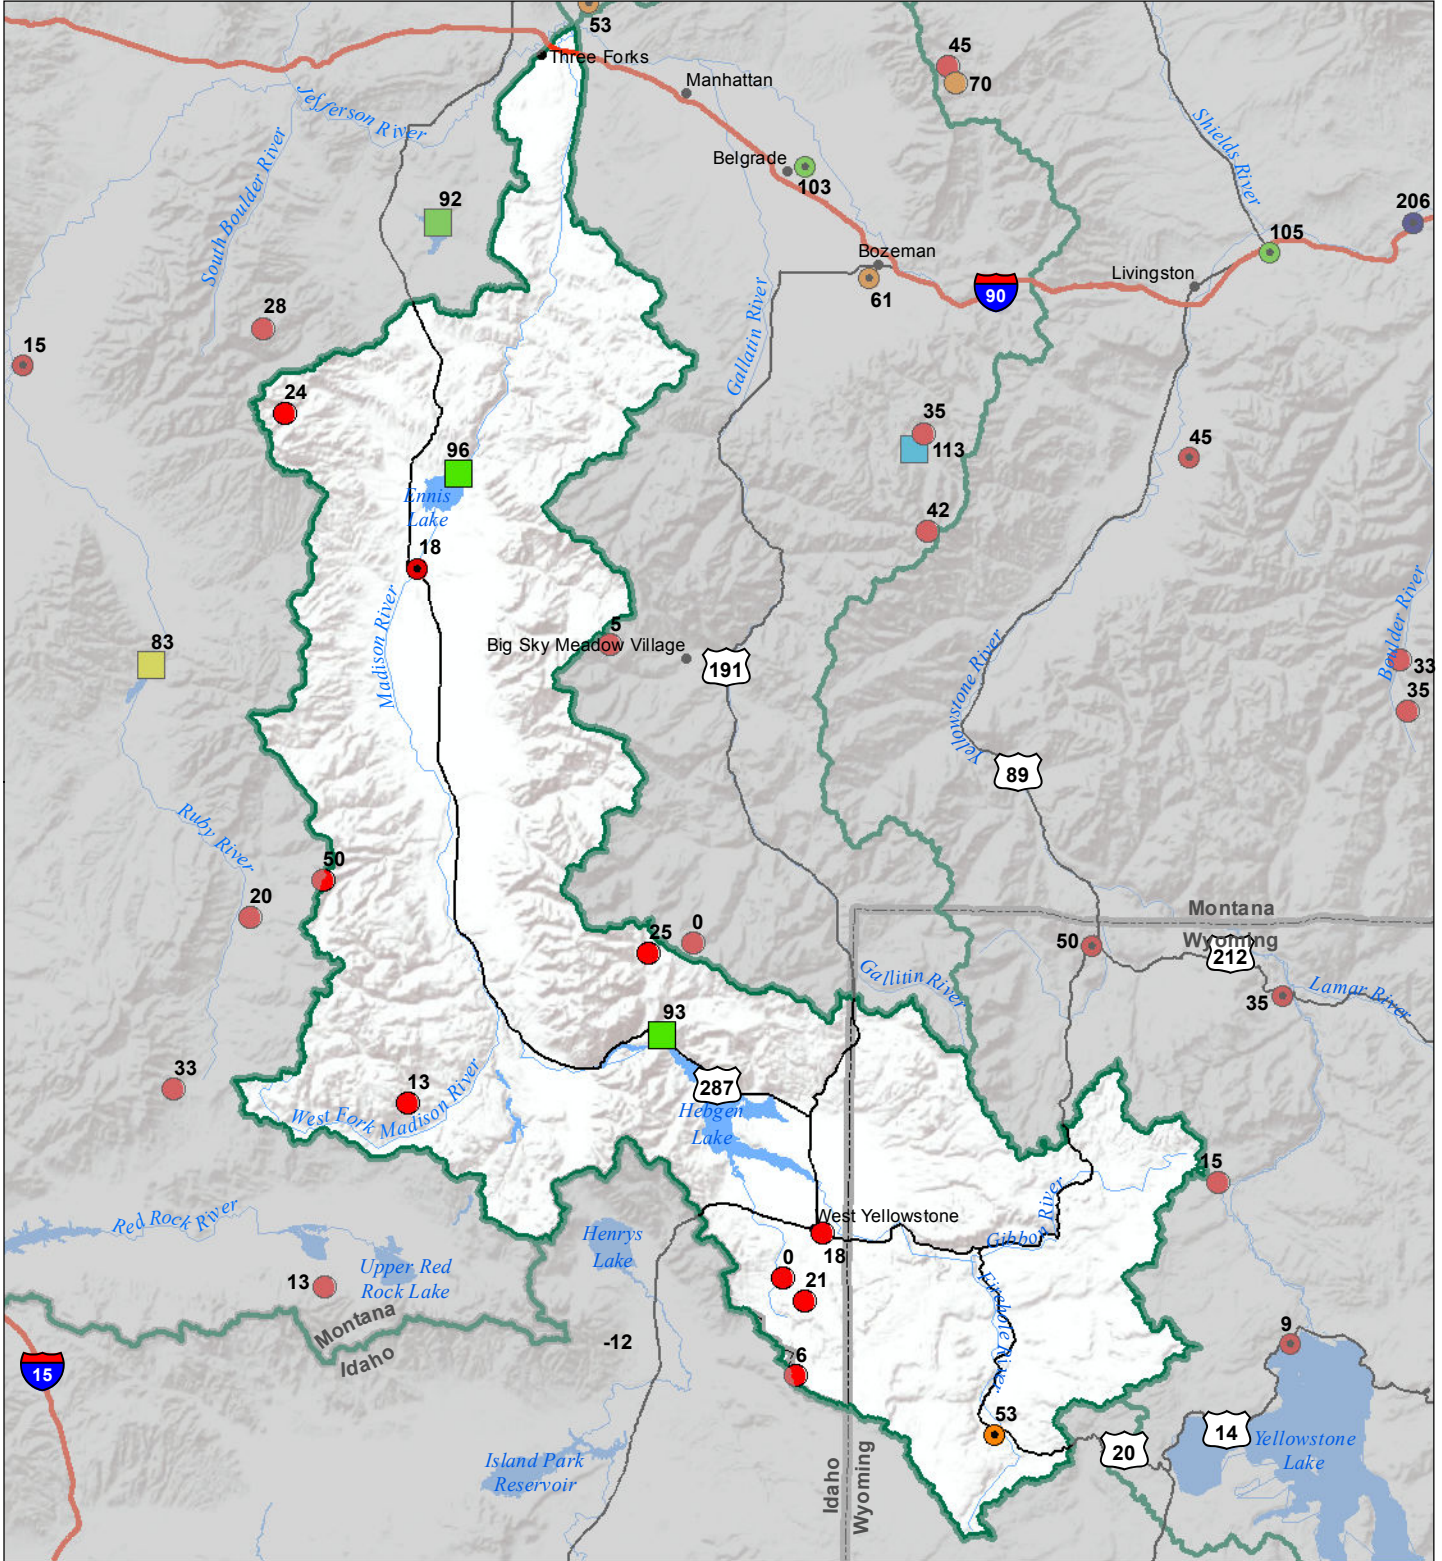 53
Three Forks
45
70
Manhattan
Jefferson River
Shields River
South Boulder River
Belgrade
103
92
206
105
Bozeman
61
Livingston
90
28
15
Gallatin River
24
35
113
45
96
Ennis
Lake
42
18
Madison River
5
Big Sky Meadow Village
191
83
Boulder River
33
35
Yellowstone River
89
Ruby River
50
20
25
0
Montana
Wyoming
50
212
Gallitin River
Lamar River
35
93
33
13
287
Hebgen
Lake
West Fork Madison River
15
Red Rock River
Henrys
Lake
West Yellowstone
18
Gibbon River
Upper Red
Rock Lake
13
0
21
Firehole River
Montana
Idaho
-12
9
15
6
53
14
20
Yellowstone
Lake
Island Park
Reservoir
Idaho
Wyoming